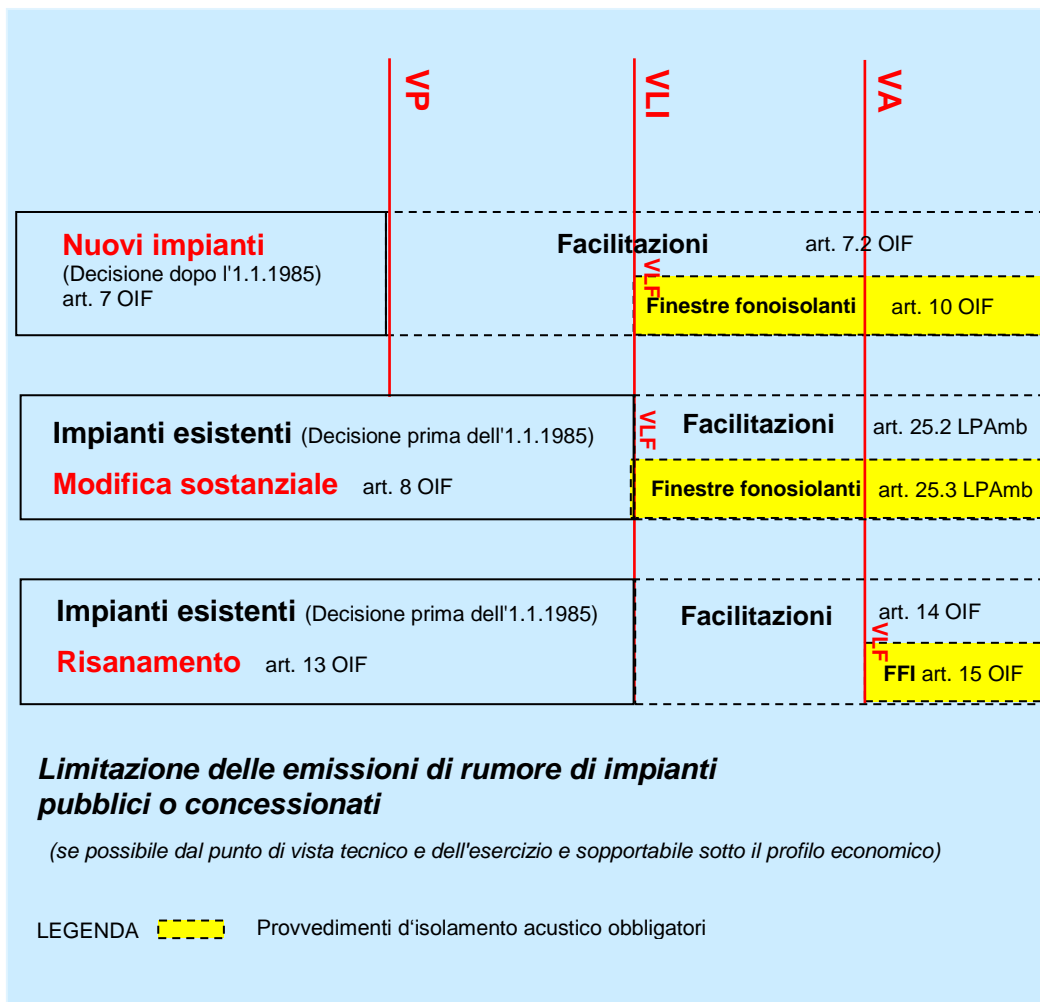 VP
VLI
VA
Nuovi impianti
(Decisione dopo l'1.1.1985)
art. 7 OIF
Facilitazioni art. 7.2 OIF
VLF
Finestre fonoisolanti art. 10 OIF
Impianti esistenti (Decisione prima dell'1.1.1985)
Modifica sostanziale art. 8 OIF
VLF
Facilitazioni art. 25.2 LPAmb
Finestre fonosiolanti art. 25.3 LPAmb
Impianti esistenti (Decisione prima dell'1.1.1985)
Risanamento art. 13 OIF
Facilitazioni art. 14 OIF
VLF
FFI art. 15 OIF
Limitazione delle emissioni di rumore di impianti
pubblici o concessionati
(se possibile dal punto di vista tecnico e dell'esercizio e sopportabile sotto il profilo economico)
LEGENDA Provvedimenti d‘isolamento acustico obbligatori